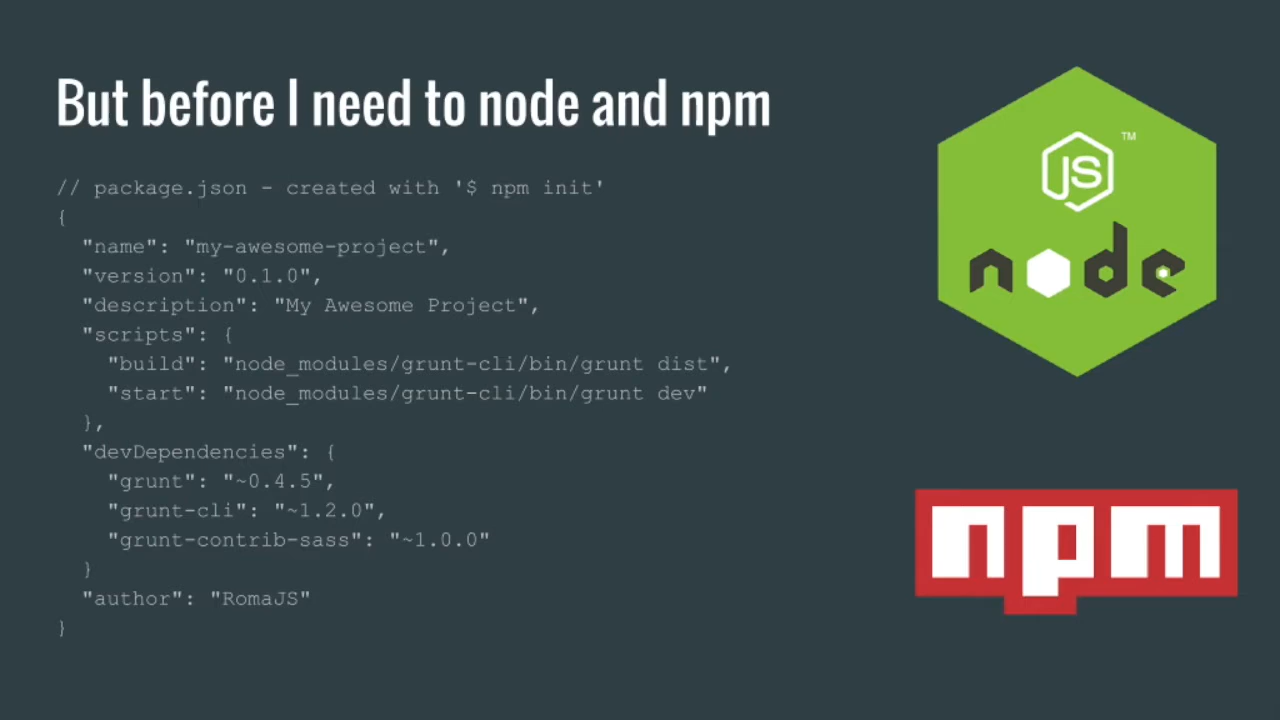 But before I need to node and npm
// package.json - created with '$ npm init'
{
  "name": "my-awesome-project",
  "version": "0.1.0",
  "description": "My Awesome Project",
  "scripts": {
    "build": "node_modules/grunt-cli/bin/grunt dist",
    "start": "node_modules/grunt-cli/bin/grunt dev"
  },
  "devDependencies": {
    "grunt": "~0.4.5",
    "grunt-cli": "~1.2.0",
    "grunt-contrib-sass": "~1.0.0"
  }
  "author": "RomaJS"
}
JS TM
node
npm